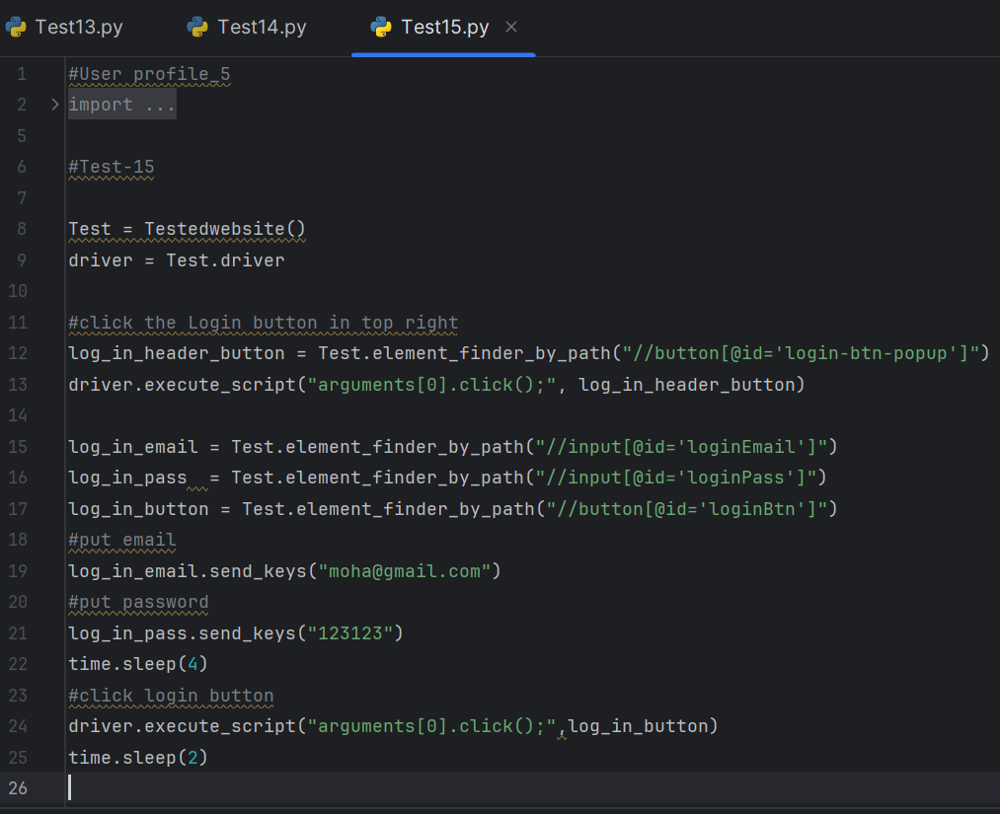 Test13.py Test14.py Test15.py
1 #User profile_5
2 import ...
5
6 #Test-15
7
8 Test = Testedwebsite()
9 driver = Test.driver
10
11 #click the Login button in top right
12 log_in_header_button = Test.element_finder_by_path("//button[@id='login-btn-popup']")
13 driver.execute_script("arguments[0].click();", log_in_header_button)
14
15 log_in_email = Test.element_finder_by_path("//input[@id='loginEmail']")
16 log_in_pass  = Test.element_finder_by_path("//input[@id='loginPass']")
17 log_in_button = Test.element_finder_by_path("//button[@id='loginBtn']")
18 #put email
19 log_in_email.send_keys("moha@gmail.com")
20 #put password
21 log_in_pass.send_keys("123123")
22 time.sleep(4)
23 #click login button
24 driver.execute_script("arguments[0].click();",log_in_button)
25 time.sleep(2)
26